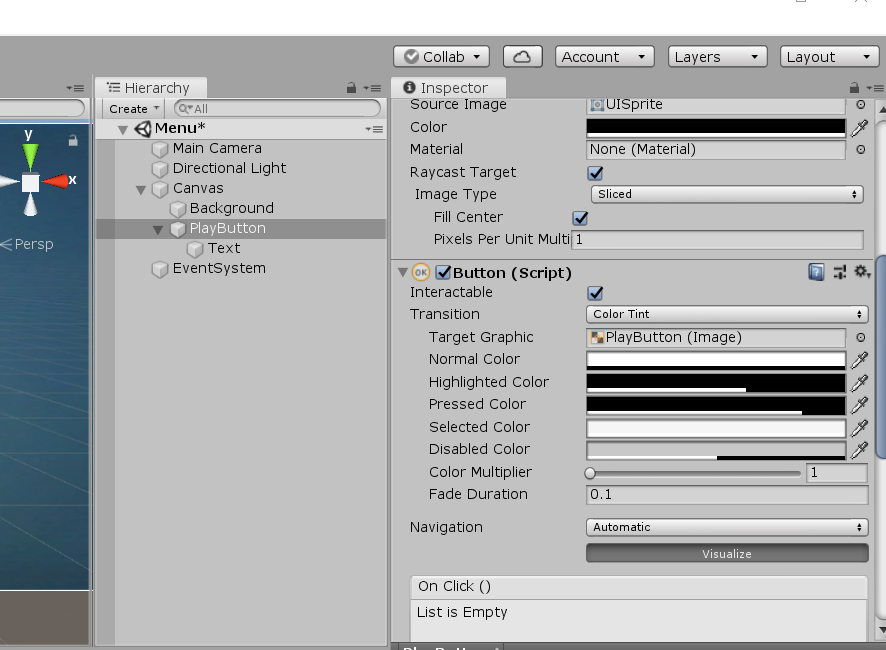 Collab
Account
Layers
Layout
Hierarchy
Inspector
Create
All
Menu*
Main Camera
Directional Light
Canvas
Background
PlayButton
Text
EventSystem
y
x
Persp
Source Image
UISprite
Color
Material
None (Material)
Raycast Target
Image Type
Sliced
Fill Center
Pixels Per Unit Multi
1
OK
Button (Script)
Interactable
Transition
Color Tint
Target Graphic
PlayButton (Image)
Normal Color
Highlighted Color
Pressed Color
Selected Color
Disabled Color
Color Multiplier
1
Fade Duration
0.1
Navigation
Automatic
Visualize
On Click ()
List is Empty